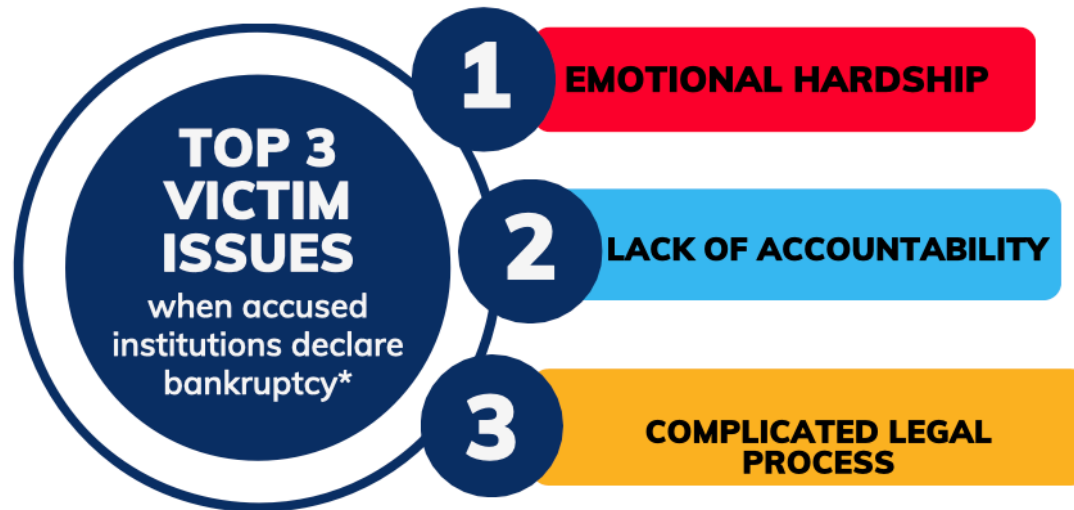 TOP 3
VICTIM
ISSUES
when accused
institutions declare
bankruptcy*
1
EMOTIONAL HARDSHIP
2
LACK OF ACCOUNTABILITY
3
COMPLICATED LEGAL
PROCESS